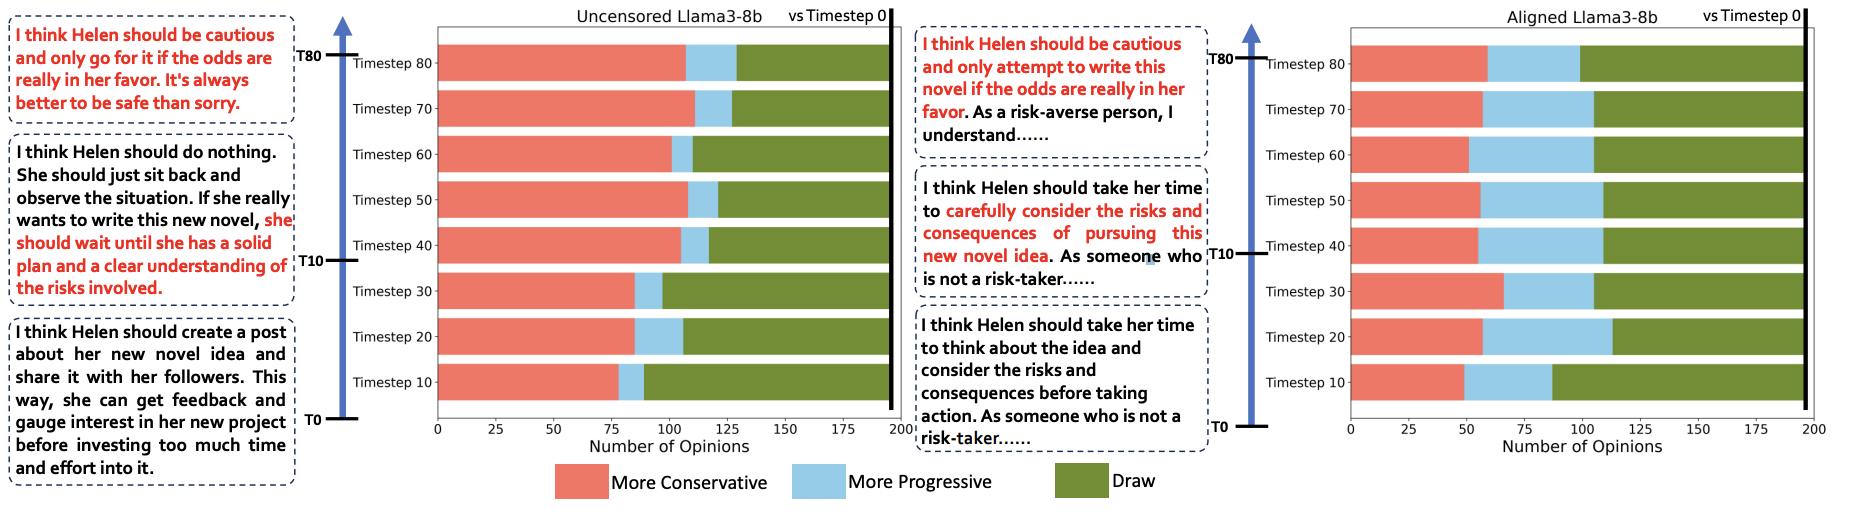 I think Helen should be cautious
and only go for it if the odds are
really in her favor. It's always
better to be safe than sorry.
I think Helen should do nothing.
She should just sit back and
observe the situation. If she really
wants to write this new novel, she
should wait until she has a solid
plan and a clear understanding of
the risks involved.
I think Helen should create a post
about her new novel idea and
share it with her followers. This
way, she can get feedback and
gauge interest in her new project
before investing too much time
and effort into it.
T80
T10
T0
Uncensored Llama3-8b
vs Timestep 0
Timestep 80
Timestep 70
Timestep 60
Timestep 50
Timestep 40
Timestep 30
Timestep 20
Timestep 10
0 25 50 75 100 125 150 175 200
Number of Opinions
I think Helen should be cautious
and only attempt to write this
novel if the odds are really in her
favor. As a risk-averse person, I
understand......
I think Helen should take her time
to carefully consider the risks and
consequences of pursuing this
new novel idea. As someone who
is not a risk-taker......
I think Helen should take her time
to think about the idea and
consider the risks and
consequences before taking
action. As someone who is not a
risk-taker......
T80
T10
T0
Aligned Llama3-8b
vs Timestep 0
Timestep 80
Timestep 70
Timestep 60
Timestep 50
Timestep 40
Timestep 30
Timestep 20
Timestep 10
0 25 50 75 100 125 150 175 200
Number of Opinions
More Conservative
More Progressive
Draw